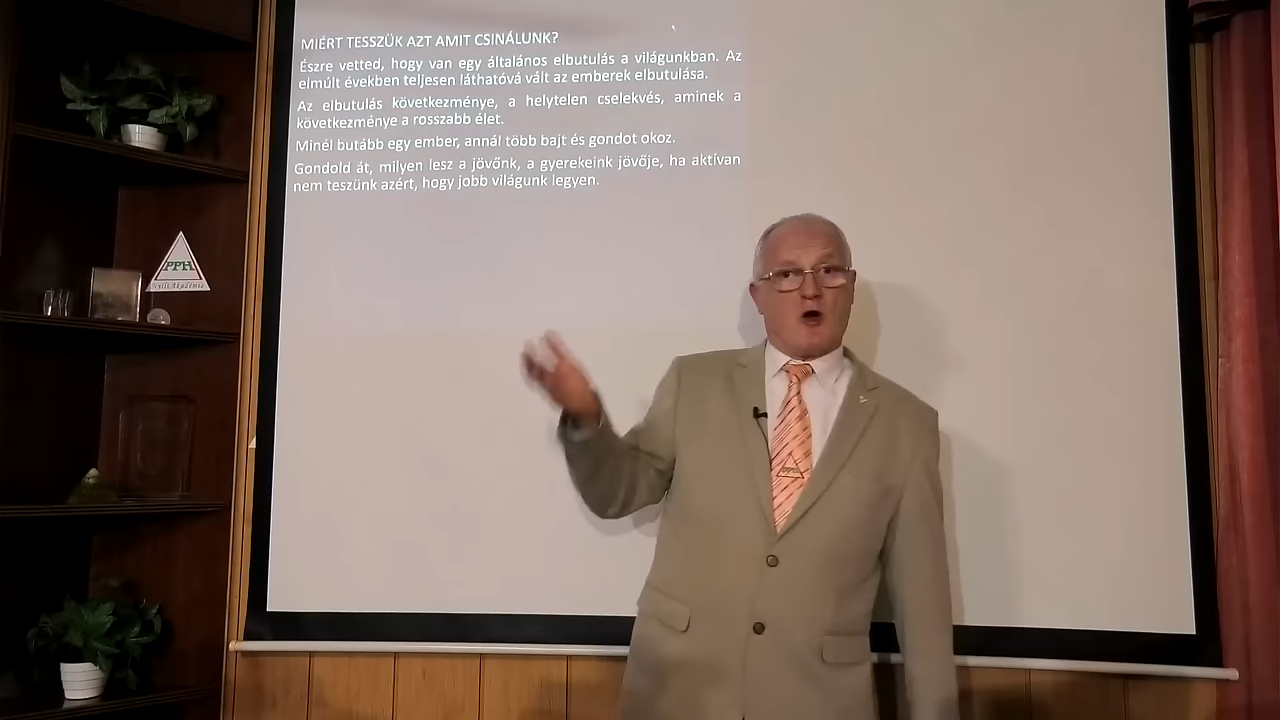 MIÉRT TESSZÜK AZT AMIT CSINÁLUNK?
Észre vetted, hogy van egy általános elbutulás a világunkban. Az
elmúlt években teljesen láthatóvá vált az emberek elbutulása.
Az elbutulás következménye, a helytelen cselekvés, aminek a
következménye a rosszabb élet.
Minél butább egy ember, annál több bajt és gondot okoz.
Gondold át, milyen lesz a jövőnk, a gyerekeink jövője, ha aktívan
nem teszünk azért, hogy jobb világunk legyen.
PPH
Nyílt Akadémia
PPH